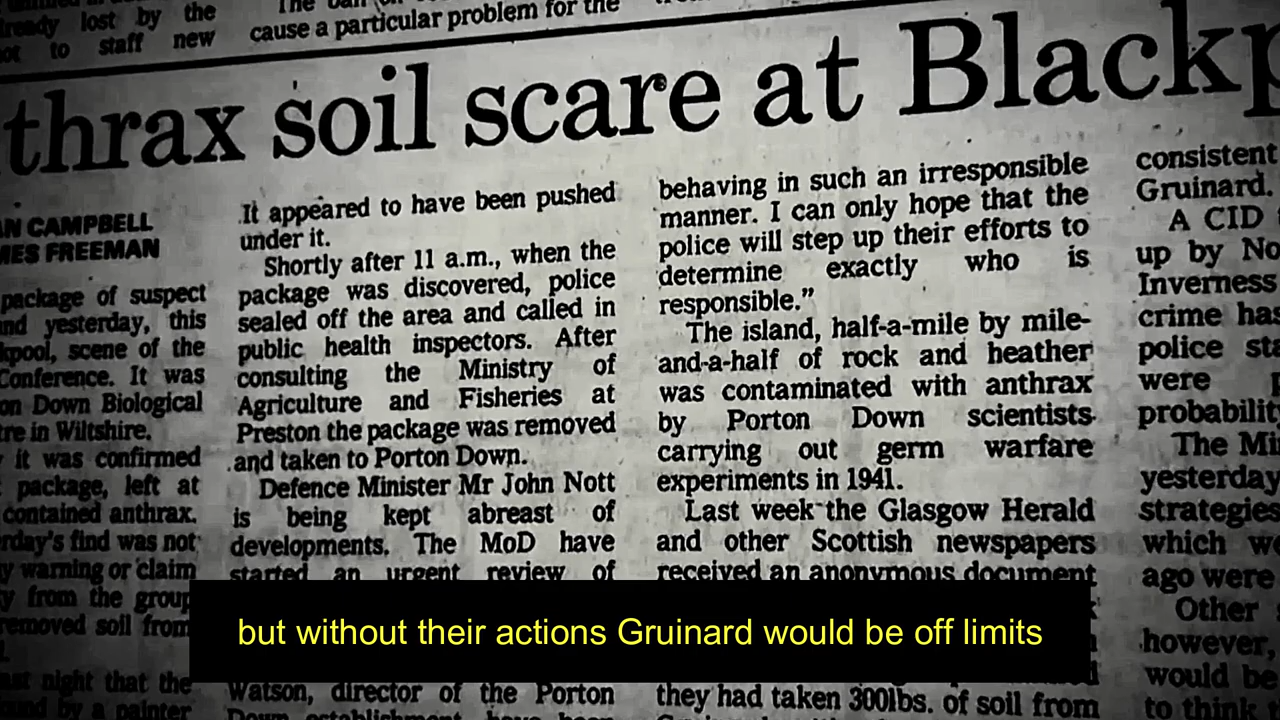 ready lost by the
ot to staff new
cause a particular problem for the
thrax soil scare at Blackp
N CAMPBELL
MES FREEMAN
package of suspect
nd yesterday, this
kpool, scene of the
Conference. It was
on Down Biological
tre in Wiltshire.
it was confirmed
package, left at
contained anthrax.
rday's find was not
y warning or claim
y from the group
removed soil from
night that the
by a painter
It appeared to have been pushed
under it.
Shortly after 11 a.m., when the
package was discovered, police
sealed off the area and called in
public health inspectors. After
consulting the Ministry of
Agriculture and Fisheries at
Preston the package was removed
and taken to Porton Down.
Defence Minister Mr John Nott
is being kept abreast of
developments. The MoD have
started an urgent review of
Watson, director of the Porton
behaving in such an irresponsible
manner. I can only hope that the
police will step up their efforts to
determine exactly who is
responsible.”
The island, half-a-mile by mile-
and-a-half of rock and heather
was contaminated with anthrax
by Porton Down scientists
carrying out germ warfare
experiments in 1941.
Last week the Glasgow Herald
and other Scottish newspapers
received an anonymous document
they had taken 300lbs. of soil from
consistent
Gruinard.
A CID
up by No
Inverness
crime has
police sta
were p
probabilit
The Mi
yesterday
strategies
which we
ago were
Other
however,
would be
to think
but without their actions Gruinard would be off limits